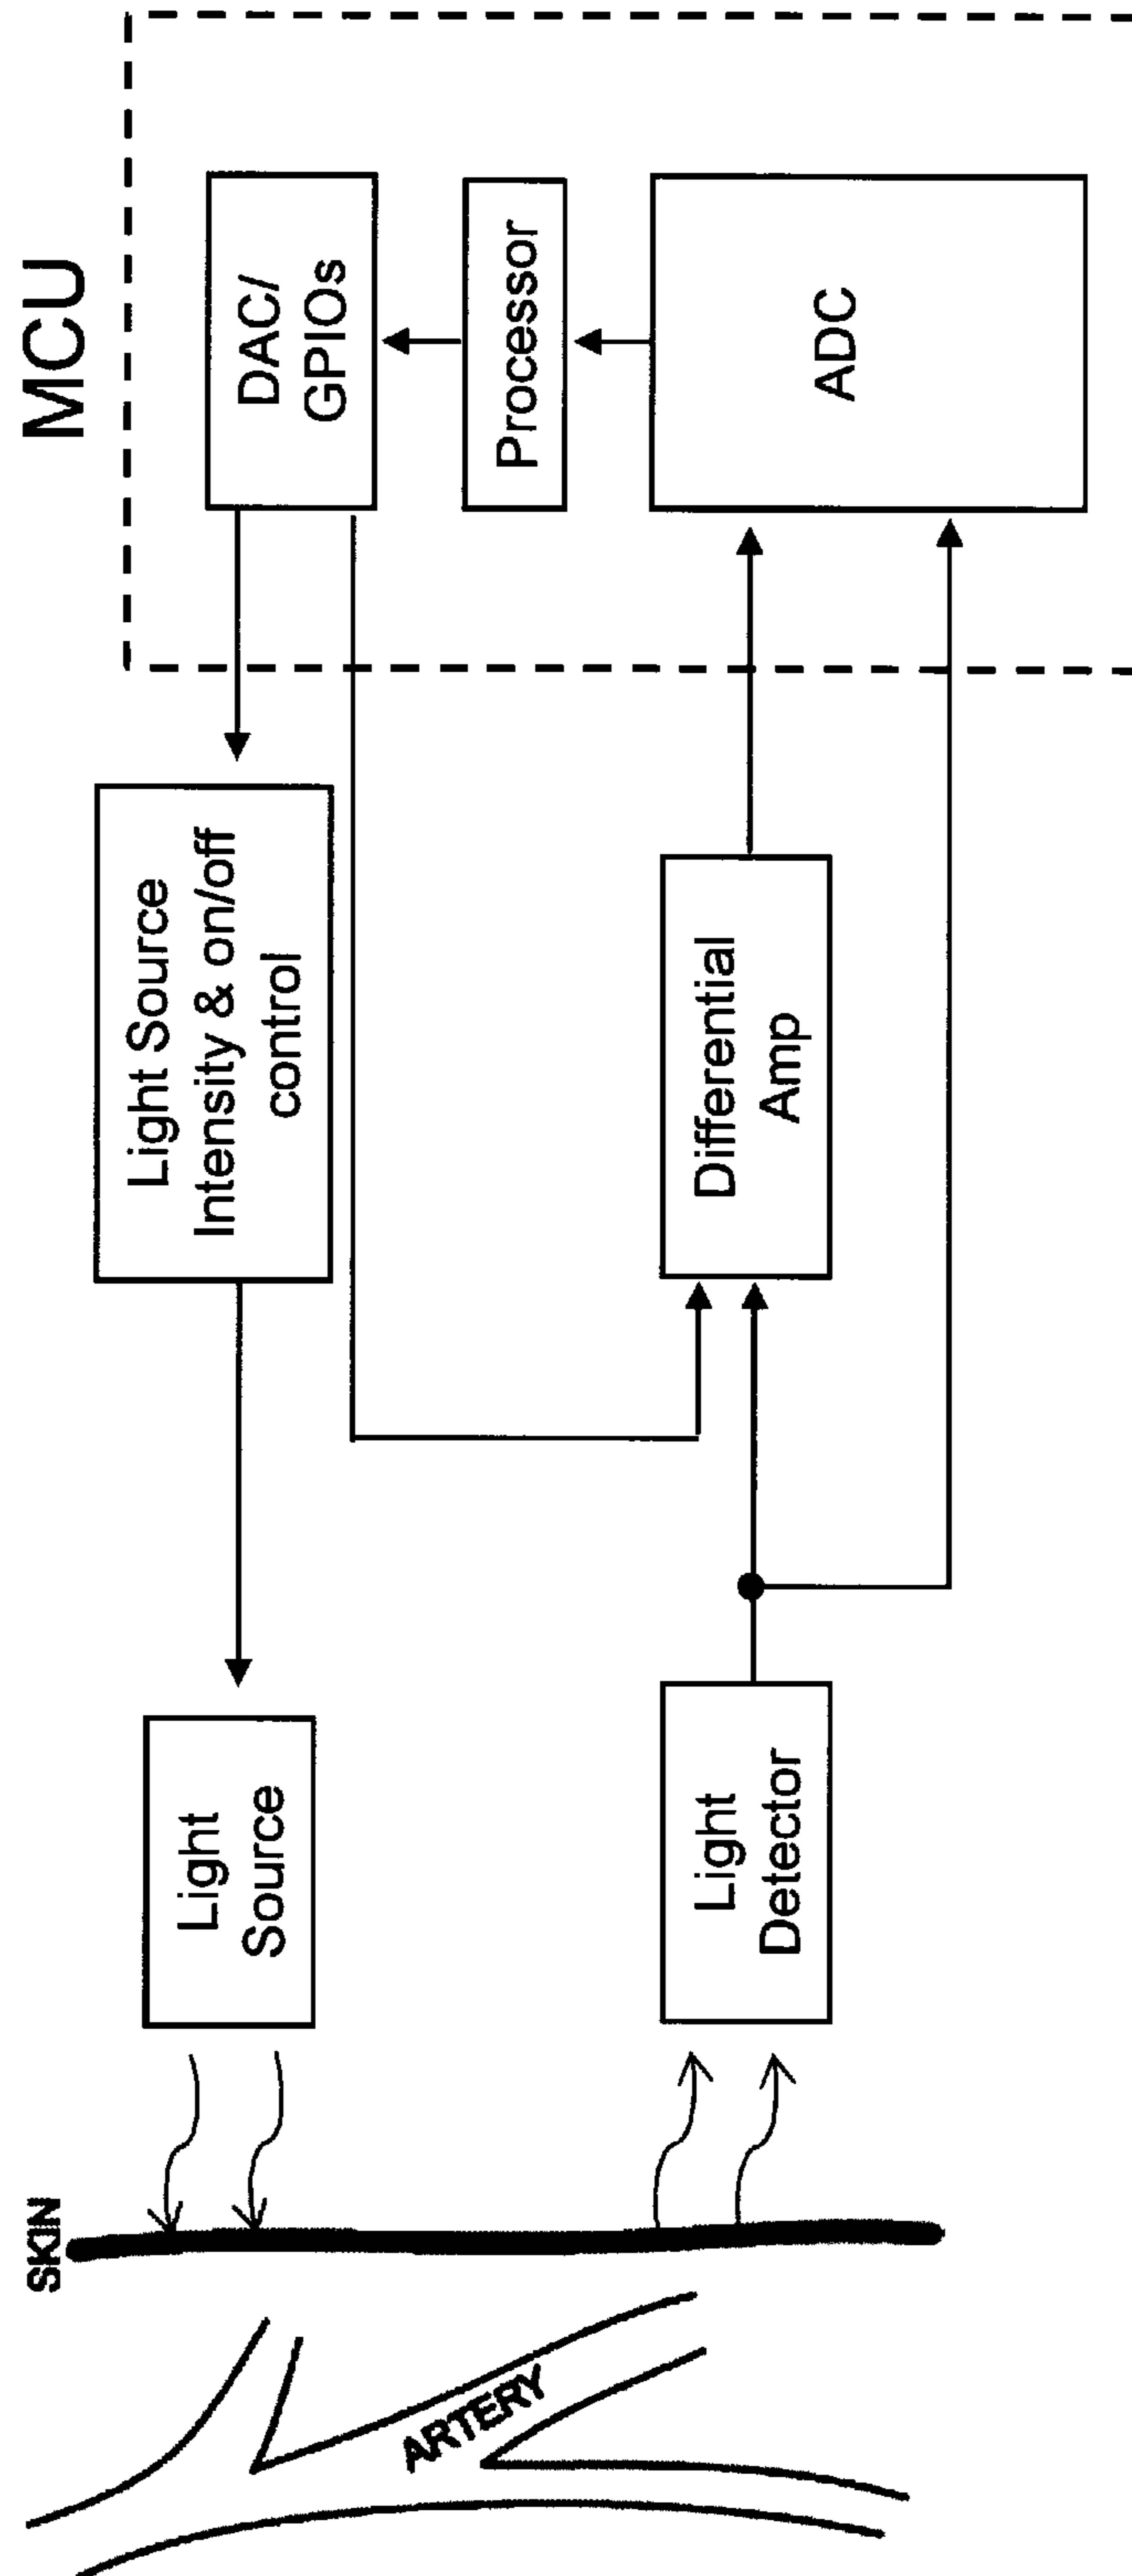 SKIN
ARTERY
Light
Source
Light
Detector
Light Source
Intensity & on/off
control
Differential
Amp
MCU
DAC/
GPIOs
Processor
ADC